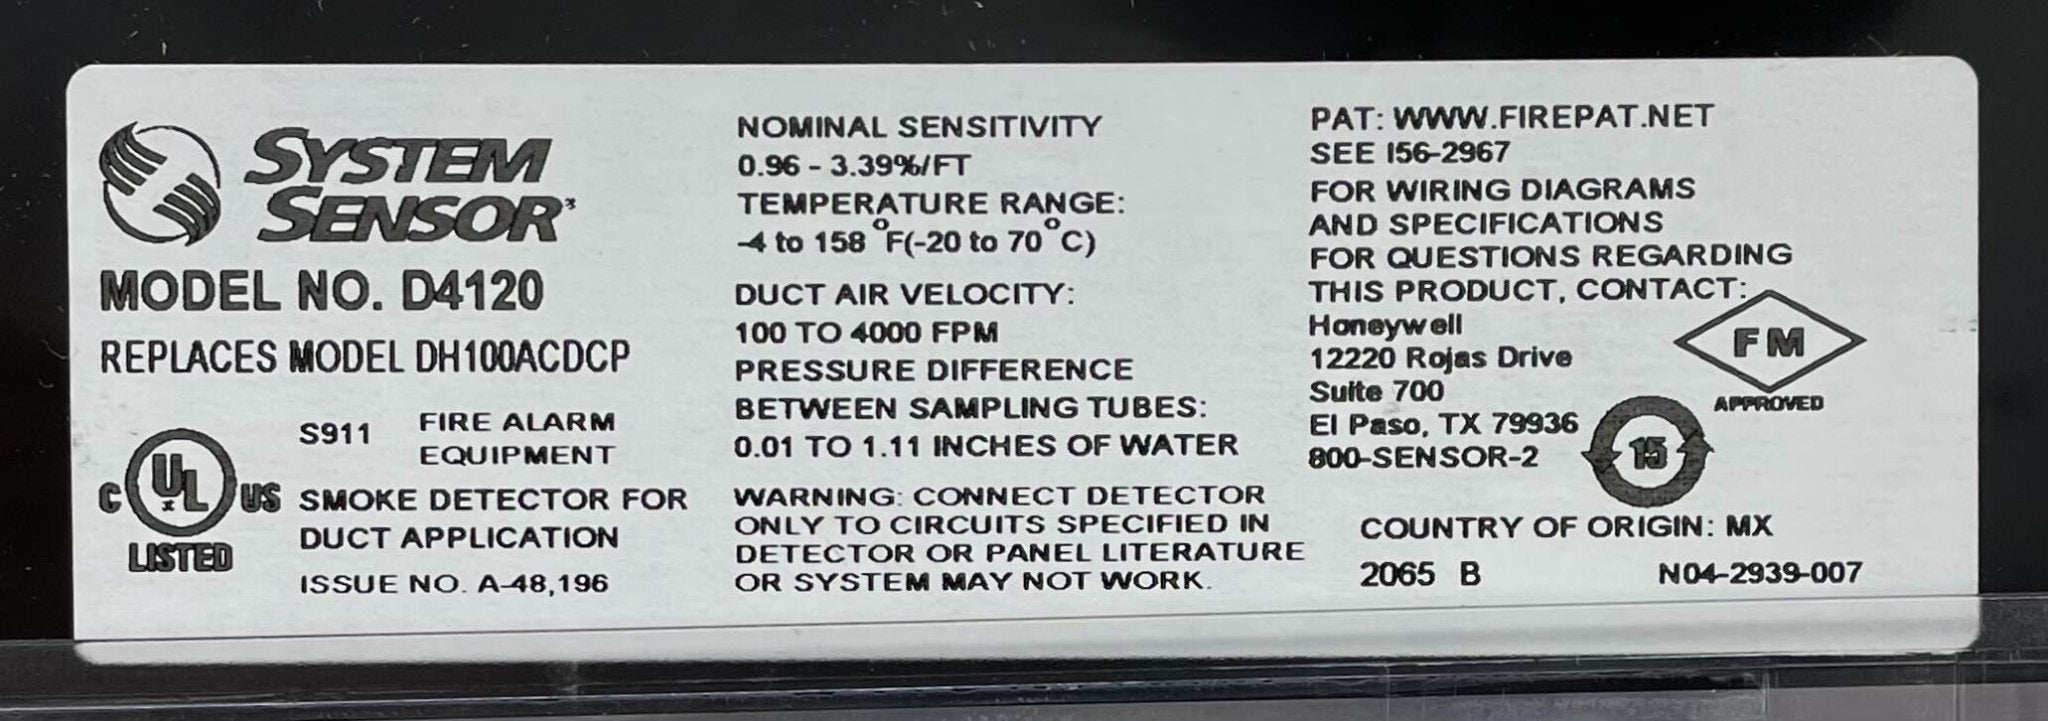 SYSTEM
SENSOR
MODEL NO. D4120
REPLACES MODEL DH100ACDCP
C UL US
LISTED
S911 FIRE ALARM
EQUIPMENT
SMOKE DETECTOR FOR
DUCT APPLICATION
ISSUE NO. A-48,196
NOMINAL SENSITIVITY
0.96 - 3.39%/FT
TEMPERATURE RANGE:
-4 to 158 °F(-20 to 70°C)
DUCT AIR VELOCITY:
100 TO 4000 FPM
PRESSURE DIFFERENCE
BETWEEN SAMPLING TUBES:
0.01 TO 1.11 INCHES OF WATER
WARNING: CONNECT DETECTOR
ONLY TO CIRCUITS SPECIFIED IN
DETECTOR OR PANEL LITERATURE
OR SYSTEM MAY NOT WORK.
PAT: WWW.FIREPAT.NET
SEE I56-2967
FOR WIRING DIAGRAMS
AND SPECIFICATIONS
FOR QUESTIONS REGARDING
THIS PRODUCT, CONTACT:
Honeywell
12220 Rojas Drive
Suite 700
El Paso, TX 79936
800-SENSOR-2
FM
APPROVED
15
COUNTRY OF ORIGIN: MX
2065 B N04-2939-007